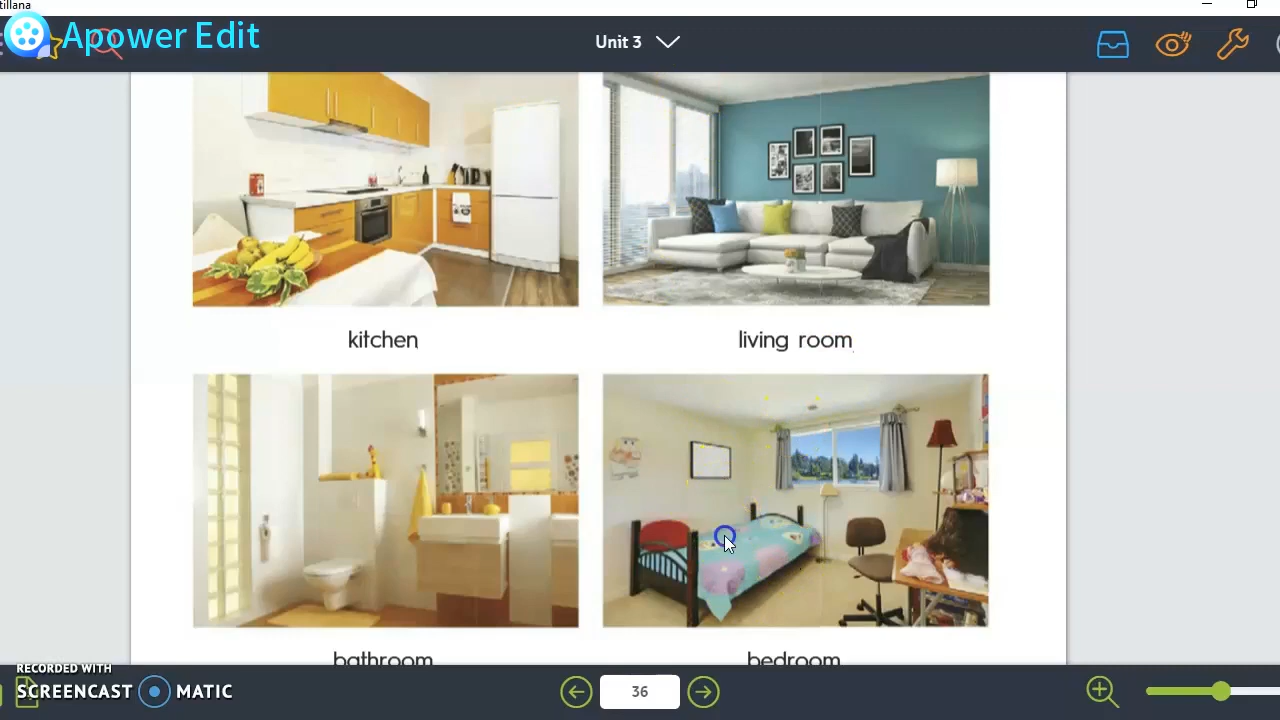 tillana
Apower Edit
Unit 3
kitchen
living room
bathroom
bedroom
RECORDED WITH
SCREENCAST MATIC
36